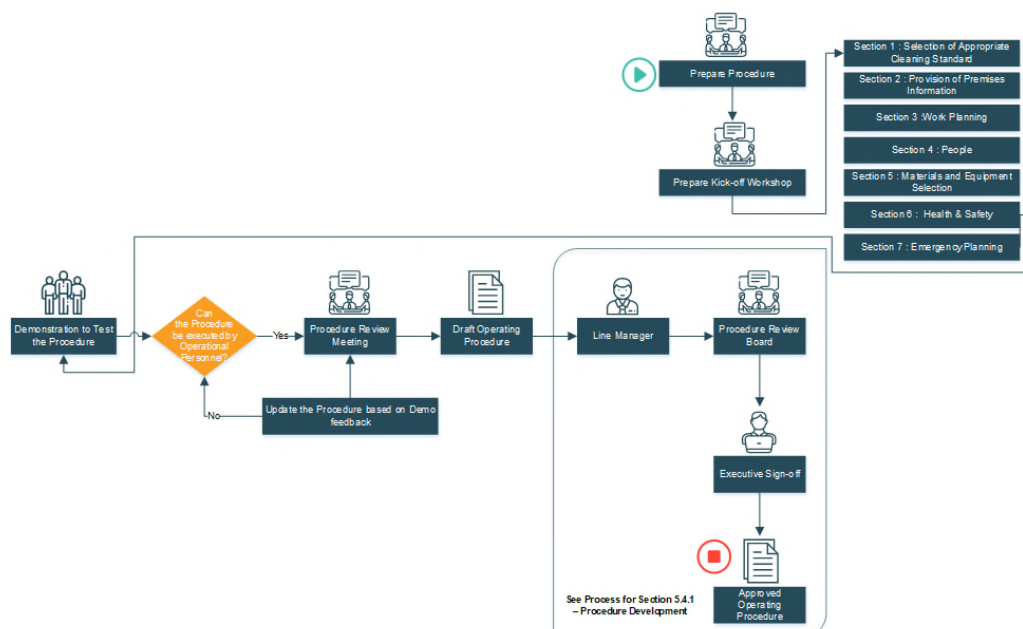 Prepare Procedure
Prepare Kick-off Workshop
Section 1 : Selection of Appropriate
Cleaning Standard
Section 2 : Provision of Premises
Information
Section 3 :Work Planning
Section 4 : People
Section 5 : Materials and Equipment
Selection
Section 6 : Health & Safety
Section 7 : Emergency Planning
Demonstration to Test
the Procedure
Can
the Procedure
be executed by
Operational
Personnel?
Yes
No
Procedure Review
Meeting
Update the Procedure based on Demo
feedback
Draft Operating
Procedure
Line Manager
Procedure Review
Board
Executive Sign-off
Approved
Operating
Procedure
See Process for Section 5.4.1
– Procedure Development